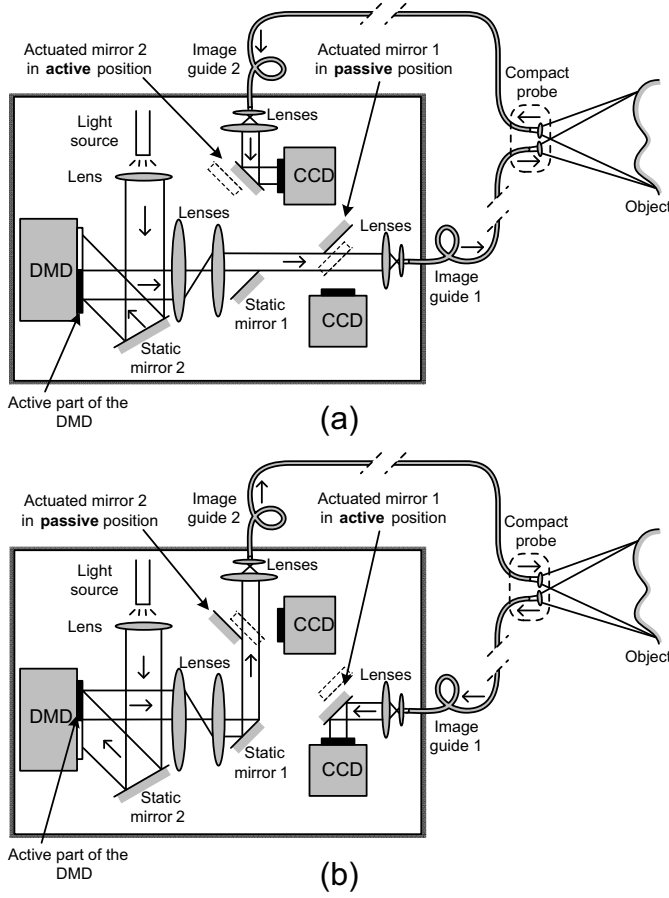 Actuated mirror 2
in active position
Image
guide 2
Actuated mirror 1
in passive position
Compact
probe
Light
source
Lenses
Lens
CCD
Lenses
Lenses
Object
DMD
Static
mirror 1
CCD
Image
guide 1
Static
mirror 2
Active part of the
DMD
(a)
Actuated mirror 2
in passive position
Image
guide 2
Actuated mirror 1
in active position
Compact
probe
Light
source
Lenses
Lens
CCD
Lenses
Lenses
Object
DMD
Static
mirror 1
CCD
Image
guide 1
Static
mirror 2
Active part of the
DMD
(b)